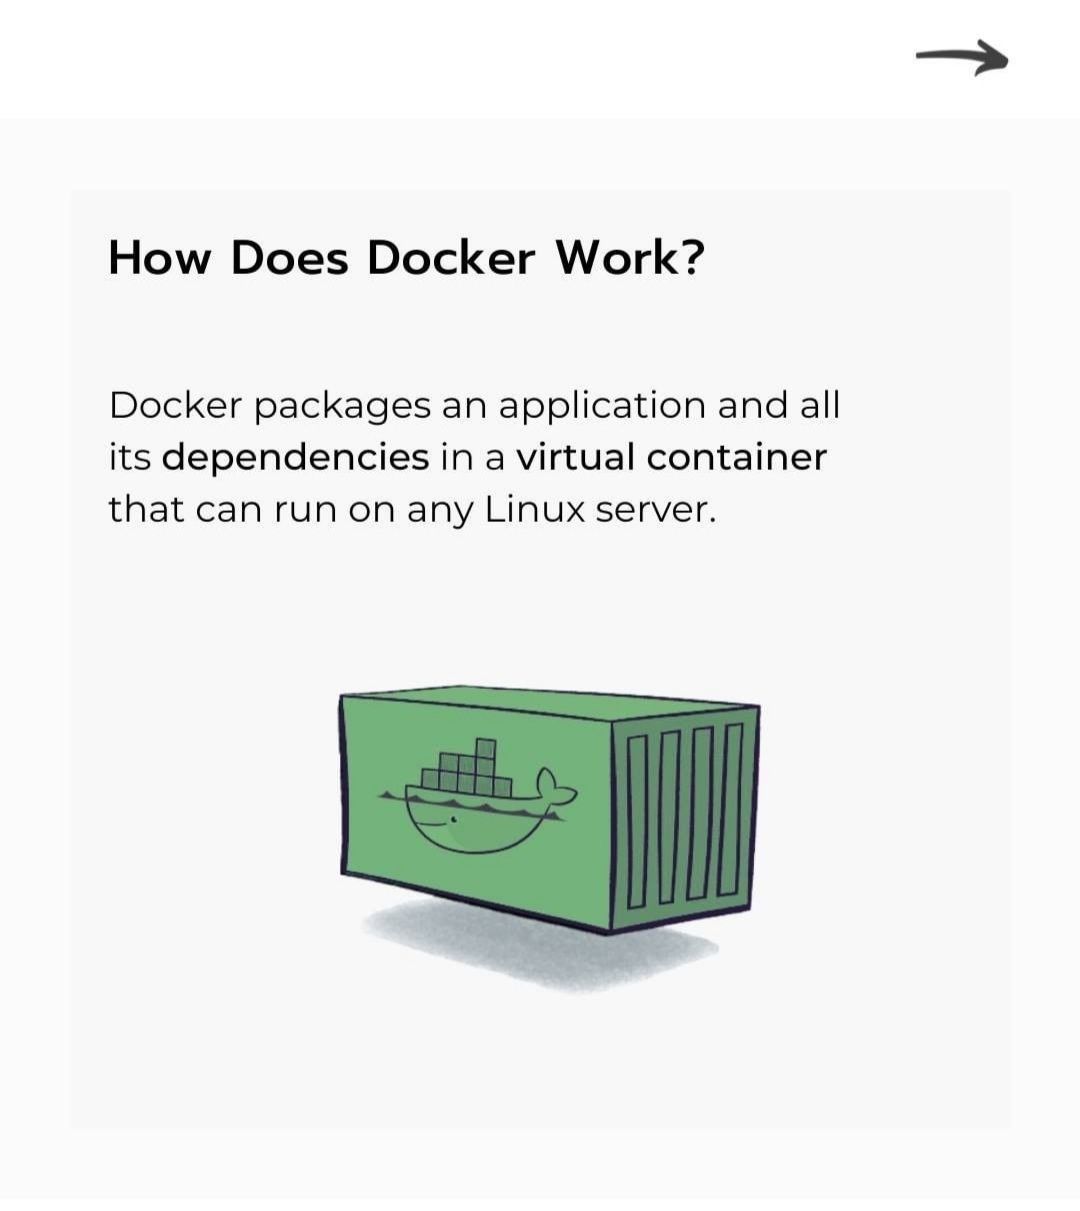 How Does Docker Work?
Docker packages an application and all
its dependencies in a virtual container
that can run on any Linux server.